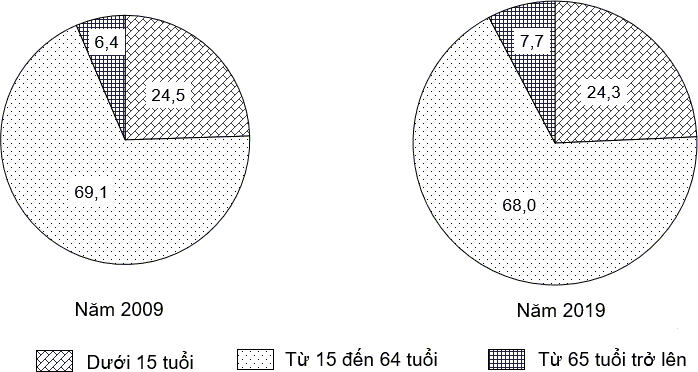 6,4
24,5
69,1
Năm 2009
7,7
24,3
68,0
Năm 2019
Dưới 15 tuổi
Từ 15 đến 64 tuổi
Từ 65 tuổi trở lên